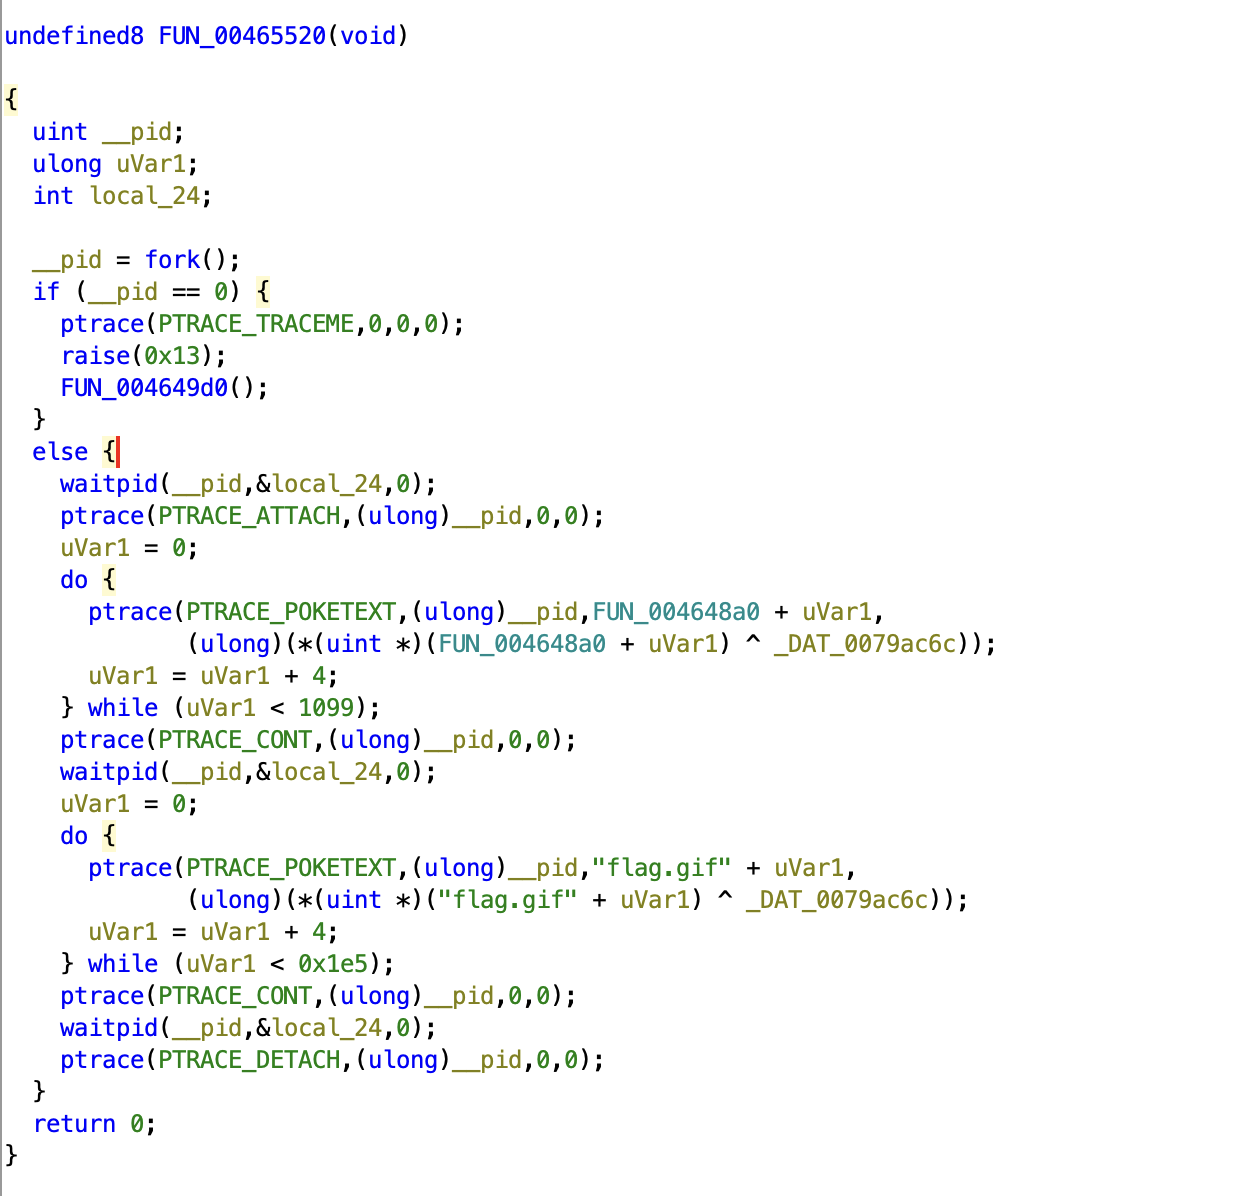 undefined8 FUN_00465520(void)
{
uint __pid;
ulong uVar1;
int local_24;
__pid = fork();
if (__pid == 0) {
ptrace(PTRACE_TRACEME,0,0,0);
raise(0x13);
FUN_004649d0();
}
else {
waitpid(__pid,&local_24,0);
ptrace(PTRACE_ATTACH,(ulong)__pid,0,0);
uVar1 = 0;
do {
ptrace(PTRACE_POKETEXT,(ulong)__pid,FUN_004648a0 + uVar1,
(ulong)(*(uint *)(FUN_004648a0 + uVar1) ^ _DAT_0079ac6c));
uVar1 = uVar1 + 4;
} while (uVar1 < 1099);
ptrace(PTRACE_CONT,(ulong)__pid,0,0);
waitpid(__pid,&local_24,0);
uVar1 = 0;
do {
ptrace(PTRACE_POKETEXT,(ulong)__pid,"flag.gif" + uVar1,
(ulong)(*(uint *)("flag.gif" + uVar1) ^ _DAT_0079ac6c));
uVar1 = uVar1 + 4;
} while (uVar1 < 0x1e5);
ptrace(PTRACE_CONT,(ulong)__pid,0,0);
waitpid(__pid,&local_24,0);
ptrace(PTRACE_DETACH,(ulong)__pid,0,0);
}
return 0;
}